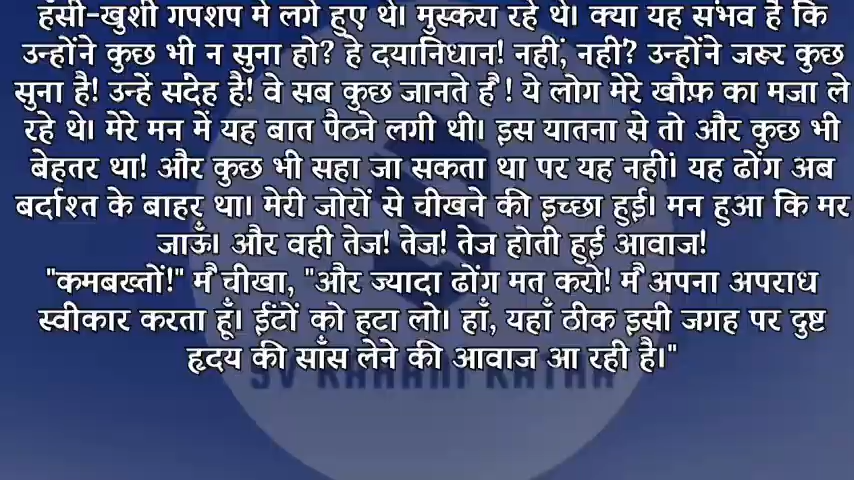 हँसी-खुशी गपशप में लगे हुए थे। मुस्करा रहे थे। क्या यह संभव है कि
उन्होंने कुछ भी न सुना हो? हे दयानिधान! नहीं, नहीं? उन्होंने जरूर कुछ
सुना है! उन्हें संदेह है! वे सब कुछ जानते हैं! ये लोग मेरे खौफ़ का मजा ले
रहे थे। मेरे मन में यह बात पैठने लगी थी। इस यातना से तो और कुछ भी
बेहतर था! और कुछ भी सहा जा सकता था पर यह नहीं। यह ढोंग अब
बर्दाश्त के बाहर था। मेरी जोरों से चीखने की इच्छा हुई। मन हुआ कि मर
जाऊँ। और वही तेज! तेज! तेज होती हुई आवाज!
"कमबख्तों!" मैं चीखा, "और ज्यादा ढोंग मत करो! मैं अपना अपराध
स्वीकार करता हूँ। ईंटों को हटा लो। हाँ, यहाँ ठीक इसी जगह पर दुष्ट
हृदय की साँस लेने की आवाज आ रही है।"
SV KAHANI KATHA